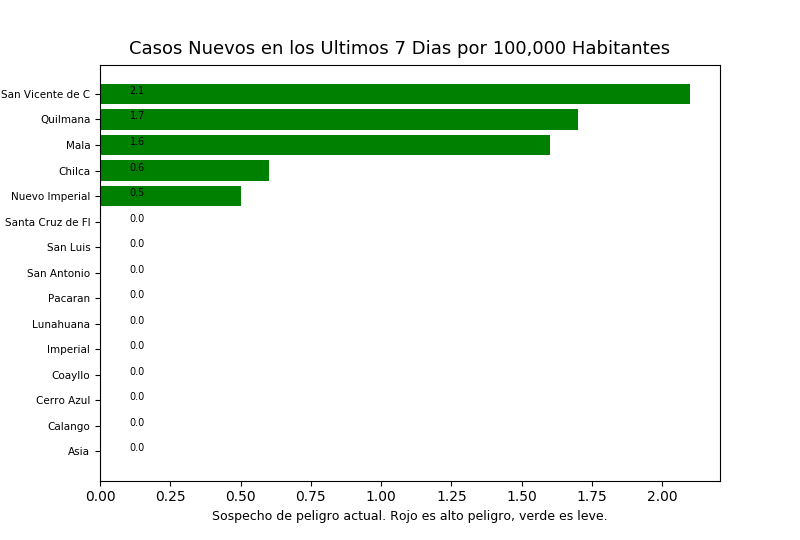 Casos Nuevos en los Ultimos 7 Dias por 100,000 Habitantes
San Vicente de C 2.1
Quilmana 1.7
Mala 1.6
Chilca 0.6
Nuevo Imperial 0.5
Santa Cruz de Fl 0.0
San Luis 0.0
San Antonio 0.0
Pacaran 0.0
Lunahuana 0.0
Imperial 0.0
Coayllo 0.0
Cerro Azul 0.0
Calango 0.0
Asia 0.0
0.00 0.25 0.50 0.75 1.00 1.25 1.50 1.75 2.00
Sospecho de peligro actual. Rojo es alto peligro, verde es leve.